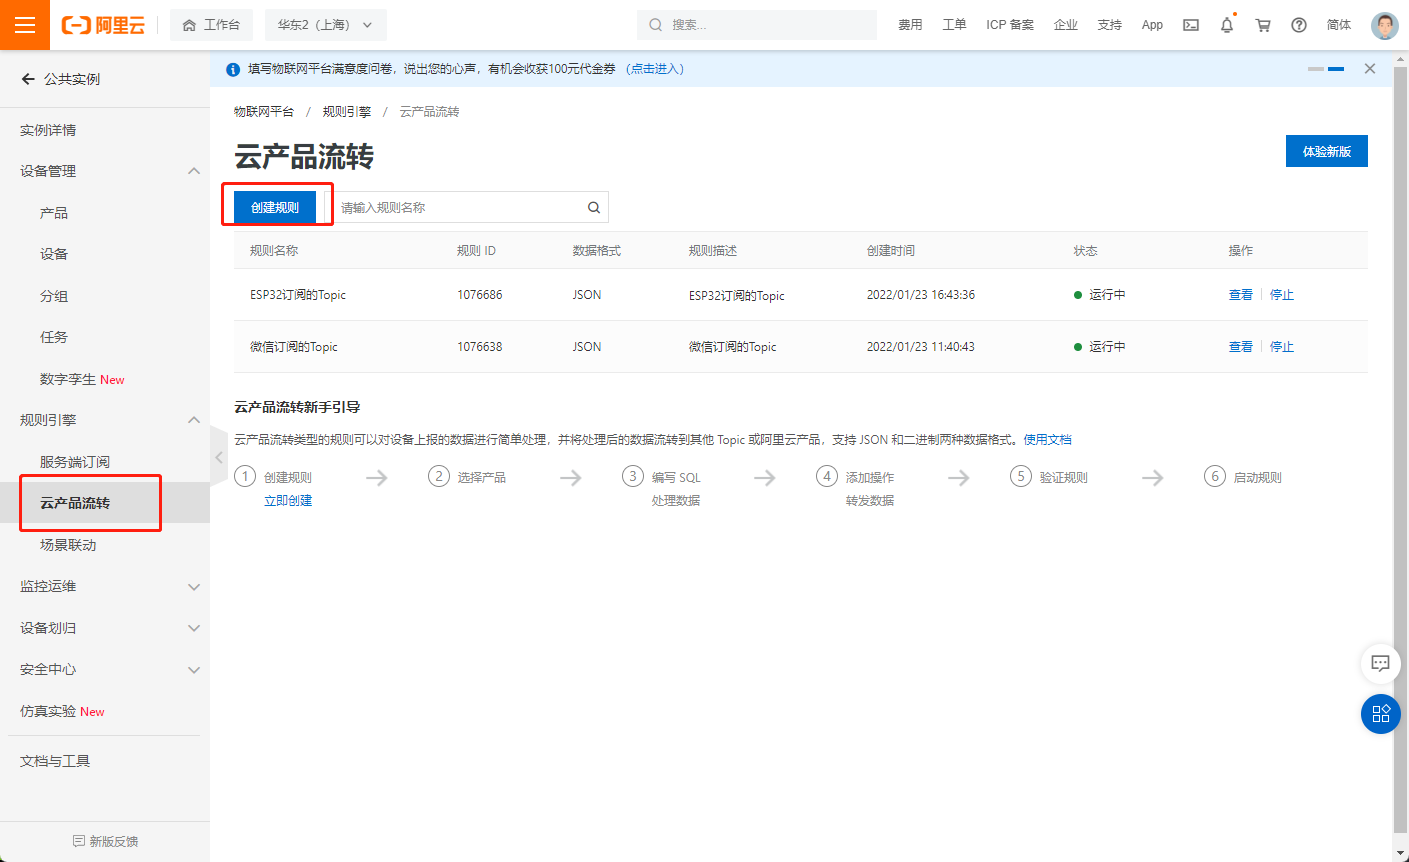 阿里云
工作台
华东2（上海）
搜索...
费用
工单
ICP 备案
企业
支持
App
简体
公共实例
实例详情
设备管理
产品
设备
分组
任务
数字孪生 New
规则引擎
服务端订阅
云产品流转
场景联动
监控运维
设备划归
安全中心
仿真实验 New
文档与工具
新版反馈
填写物联网平台满意度问卷，说出您的心声，有机会收获100元代金券 （点击进入）
物联网平台 / 规则引擎 / 云产品流转
云产品流转
体验新版
创建规则
请输入规则名称
规则名称 规则 ID 数据格式 规则描述 创建时间 状态 操作
ESP32订阅的Topic 1076686 JSON ESP32订阅的Topic 2022/01/23 16:43:36 运行中 查看 停止
微信订阅的Topic 1076638 JSON 微信订阅的Topic 2022/01/23 11:40:43 运行中 查看 停止
云产品流转新手引导
云产品流转类型的规则可以对设备上报的数据进行简单处理，并将处理后的数据流转到其他 Topic 或阿里云产品，支持 JSON 和二进制两种数据格式。使用文档
1 创建规则
立即创建
2 选择产品
3 编写 SQL
处理数据
4 添加操作
转发数据
5 验证规则
6 启动规则